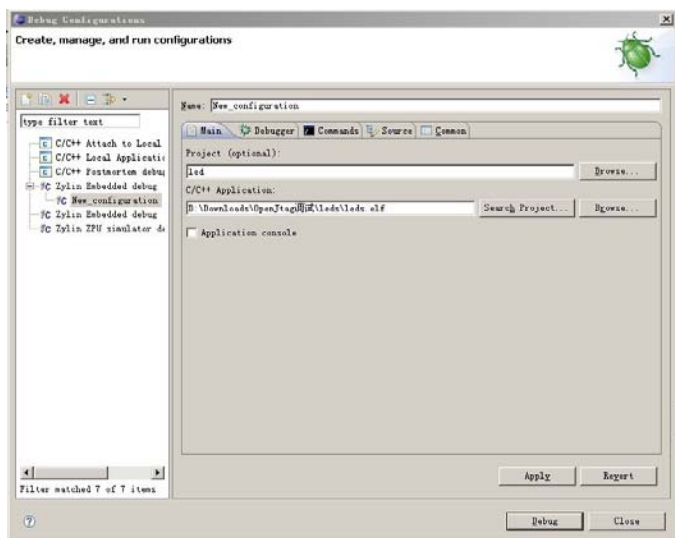 Debug Configurations
Create, manage, and run configurations
type filter text
C/C++ Attach to Local
C/C++ Local Applicatio
C/C++ Postmortem debug
Zylin Embedded debug
New_configuration
Zylin Embedded debug
Zylin ZPU simulator de
Filter matched 7 of 7 items
Name: New_configuration
Main Debugger Commands Source Common
Project (optional):
led Browse...
C/C++ Application:
D:\Downloads\OpenJtag调试\leds\leds.elf Search Project... Browse...
Application console
Apply Revert
Debug Close